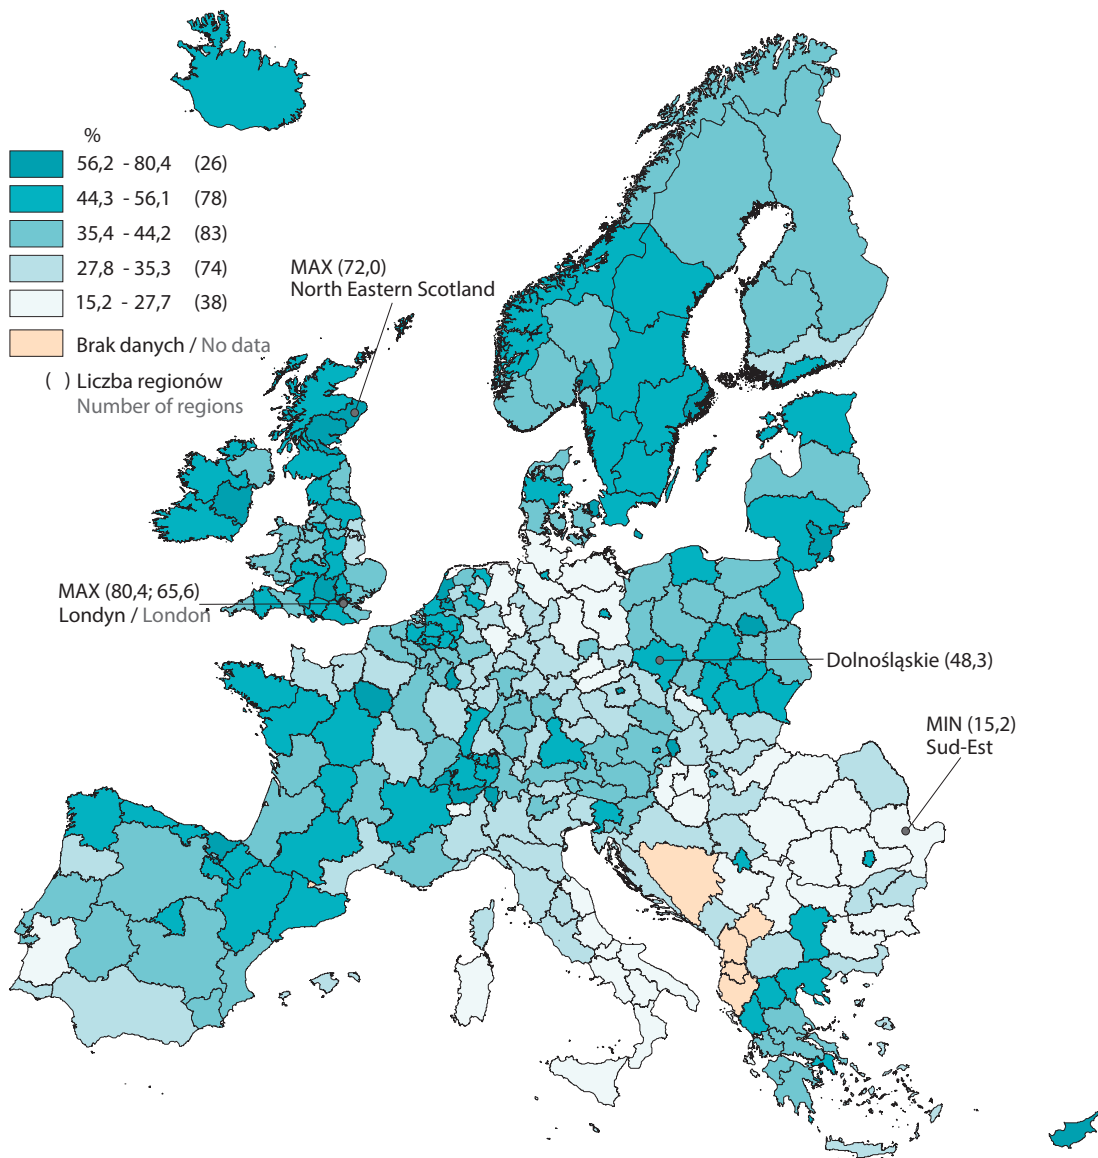 %
56,2 - 80,4 (26)
44,3 - 56,1 (78)
35,4 - 44,2 (83)
27,8 - 35,3 (74)
15,2 - 27,7 (38)
Brak danych / No data
( ) Liczba regionów
Number of regions
MAX (72,0)
North Eastern Scotland
MAX (80,4; 65,6)
Londyn / London
Dolnośląskie (48,3)
MIN (15,2)
Sud-Est